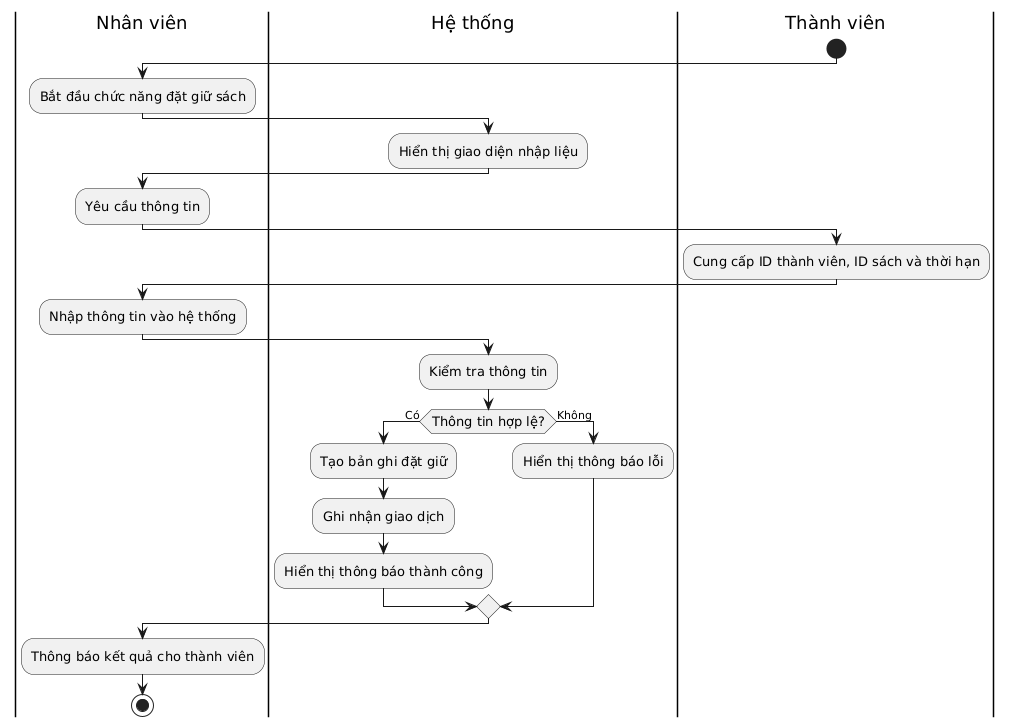 Nhân viên
Hệ thống
Thành viên
Bắt đầu chức năng đặt giữ sách
Hiển thị giao diện nhập liệu
Yêu cầu thông tin
Cung cấp ID thành viên, ID sách và thời hạn
Nhập thông tin vào hệ thống
Kiểm tra thông tin
Có
Thông tin hợp lệ?
Không
Tạo bản ghi đặt giữ
Hiển thị thông báo lỗi
Ghi nhận giao dịch
Hiển thị thông báo thành công
Thông báo kết quả cho thành viên